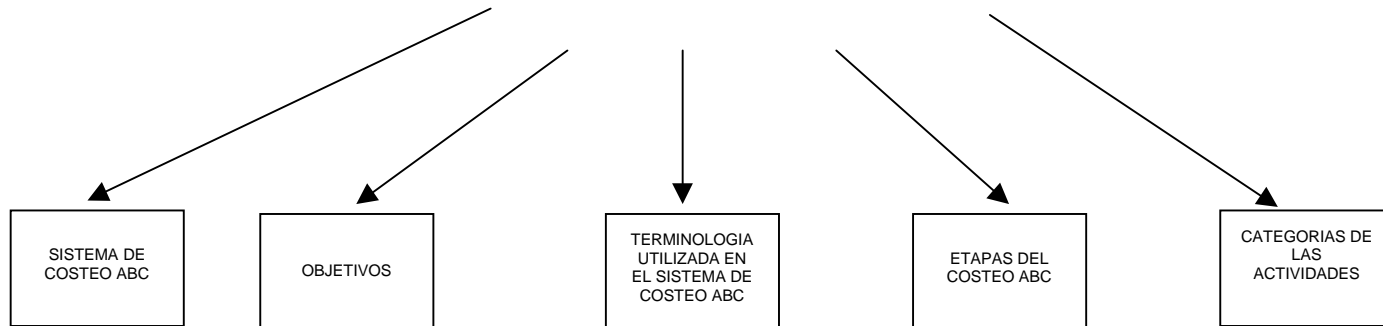 SISTEMA DE
COSTEO ABC
OBJETIVOS
TERMINOLOGIA
UTILIZADA EN
EL SISTEMA DE
COSTEO ABC
ETAPAS DEL
COSTEO ABC
CATEGORIAS DE
LAS
ACTIVIDADES